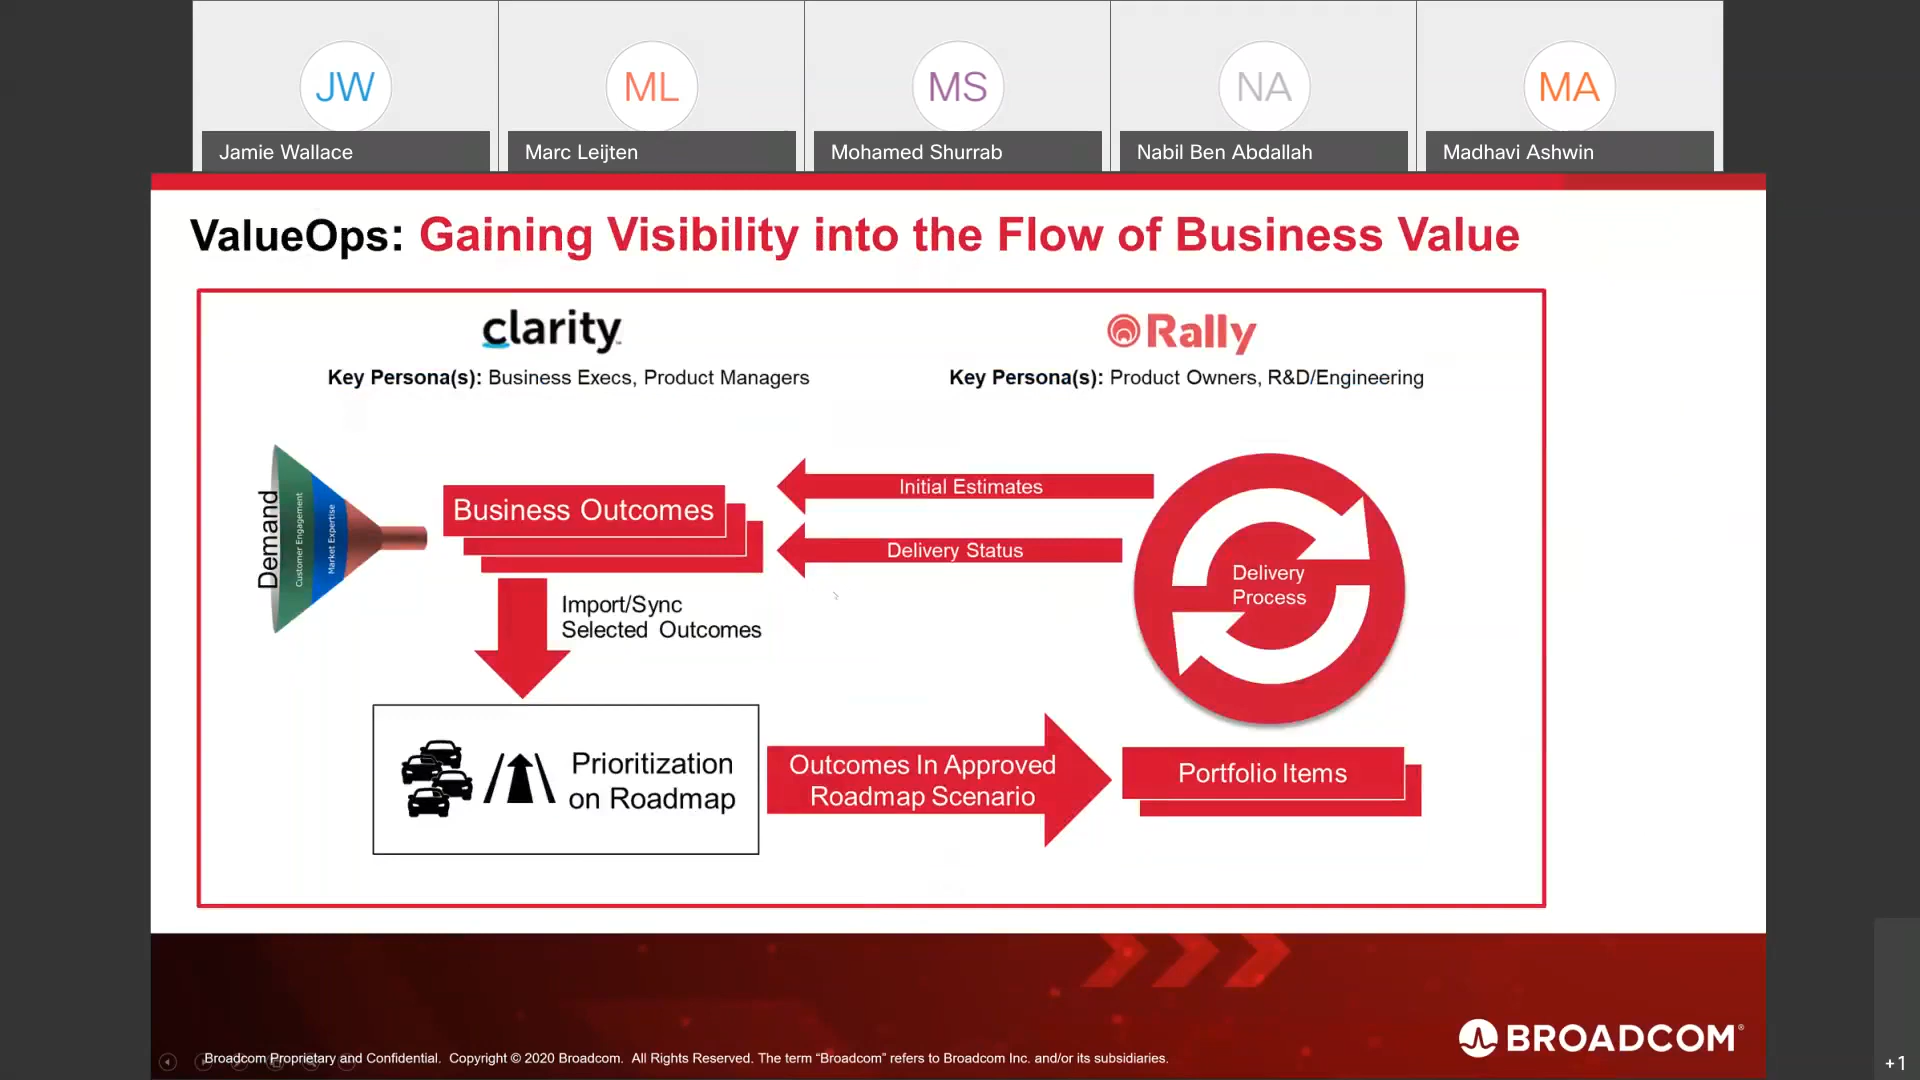 JW
ML
MS
NA
MA
Jamie Wallace
Marc Leijten
Mohamed Shurrab
Nabil Ben Abdallah
Madhavi Ashwin
ValueOps: Gaining Visibility into the Flow of Business Value
clarity
Rally
Key Persona(s): Business Execs, Product Managers
Key Persona(s): Product Owners, R&D/Engineering
Demand
Customer Engagement
Market Expertise
Business Outcomes
Initial Estimates
Delivery Status
Delivery
Process
Import/Sync
Selected Outcomes
Prioritization
on Roadmap
Outcomes In Approved
Roadmap Scenario
Portfolio Items
BROADCOM®
Broadcom Proprietary and Confidential. Copyright © 2020 Broadcom. All Rights Reserved. The term “Broadcom” refers to Broadcom Inc. and/or its subsidiaries.
+1